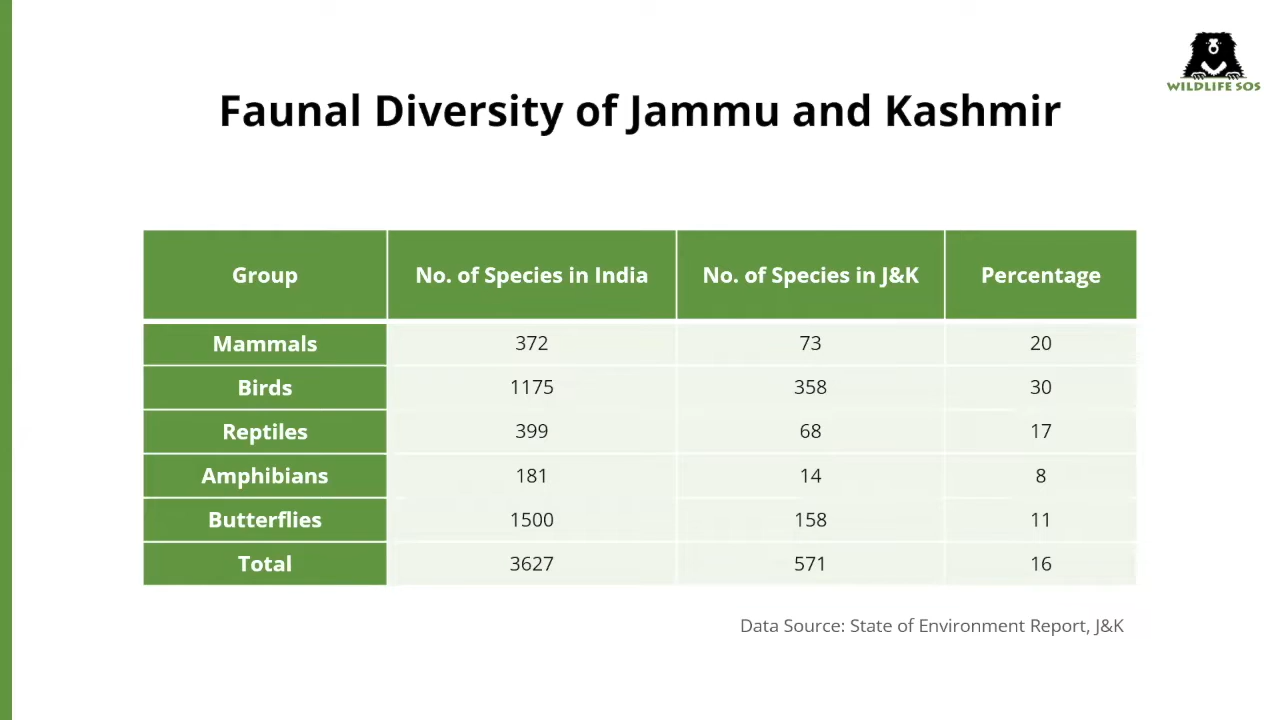 WILDLIFE SOS
Faunal Diversity of Jammu and Kashmir
Group No. of Species in India No. of Species in J&K Percentage
Mammals 372 73 20
Birds 1175 358 30
Reptiles 399 68 17
Amphibians 181 14 8
Butterflies 1500 158 11
Total 3627 571 16
Data Source: State of Environment Report, J&K